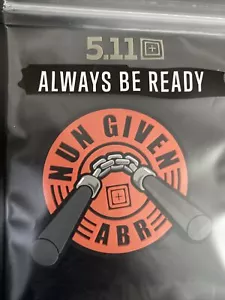 5.11
ALWAYS BE READY
NUN GIVEN
ABR